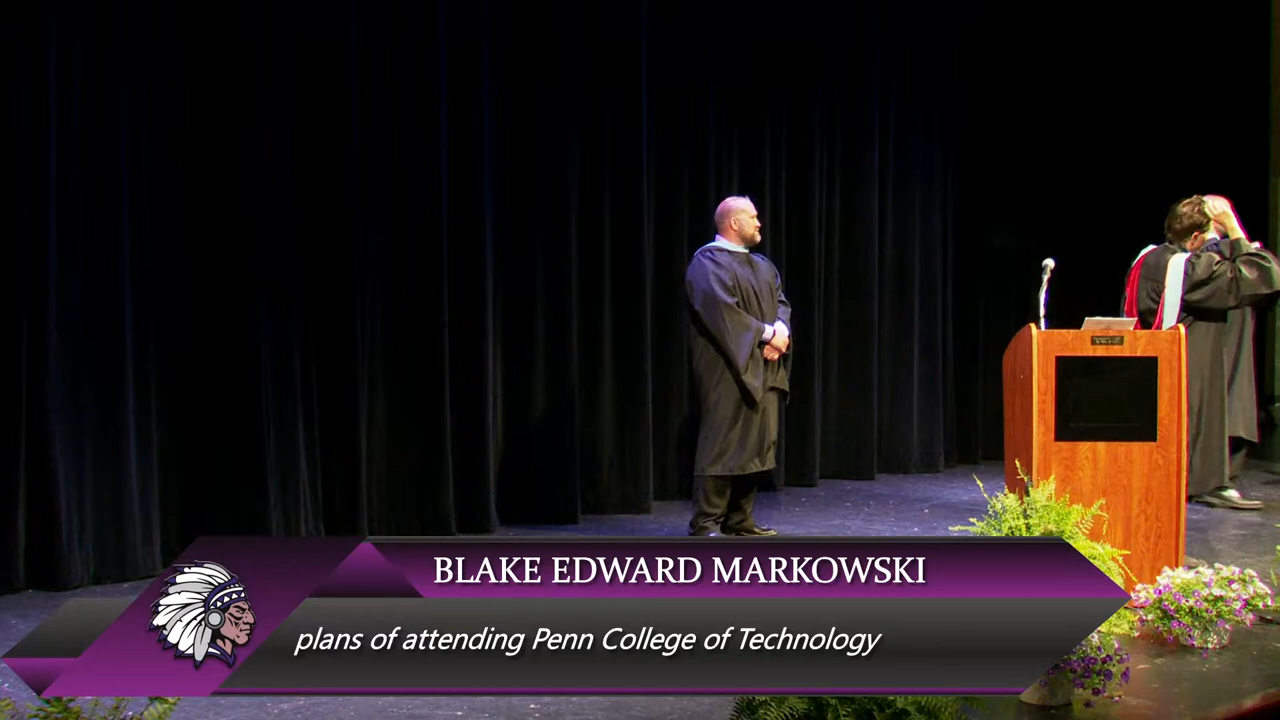 BLAKE EDWARD MARKOWSKI
plans of attending Penn College of Technology